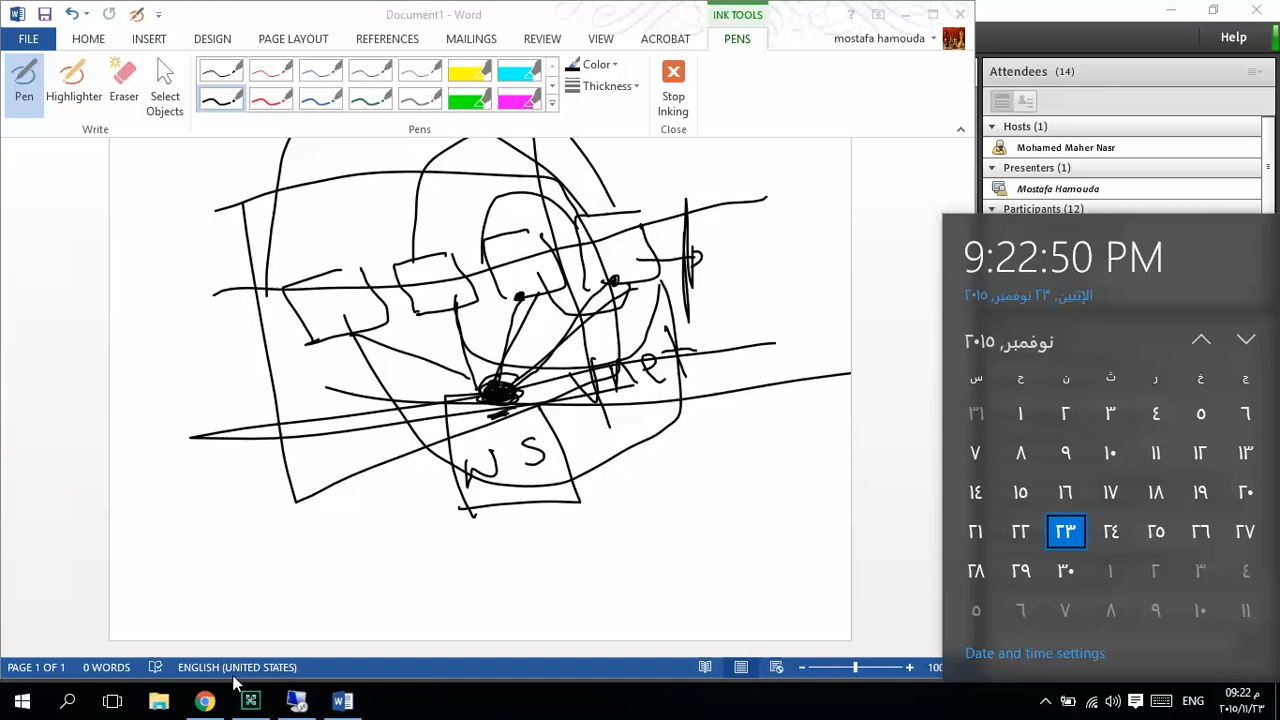 Document1 - Word
INK TOOLS
FILE
HOME
INSERT
DESIGN
PAGE LAYOUT
REFERENCES
MAILINGS
REVIEW
VIEW
ACROBAT
PENS
mostafa hamouda
Help
Pen
Highlighter
Eraser
Select
Objects
Color
Thickness
Stop
Inking
Write
Pens
Close
Attendees (14)
Hosts (1)
Mohamed Maher Nasr
Presenters (1)
Mostafa Hamouda
Participants (12)
9:22:50 PM
الإثنين, ٢٣ نوفمبر, ٢٠١٥
نوفمبر, ٢٠١٥
س ح ن ث ر خ ج
٣١ ١ ٢ ٣ ٤ ٥ ٦
٧ ٨ ٩ ١٠ ١١ ١٢ ١٣
١٤ ١٥ ١٦ ١٧ ١٨ ١٩ ٢٠
٢١ ٢٢ ٢٣ ٢٤ ٢٥ ٢٦ ٢٧
٢٨ ٢٩ ٣٠ ١ ٢ ٣ ٤
٥ ٦ ٧ ٨ ٩ ١٠ ١١
Date and time settings
WS
PAGE 1 OF 1
0 WORDS
ENGLISH (UNITED STATES)
100
ENG
09:22 م
٢٠١٥/١١/٢٣